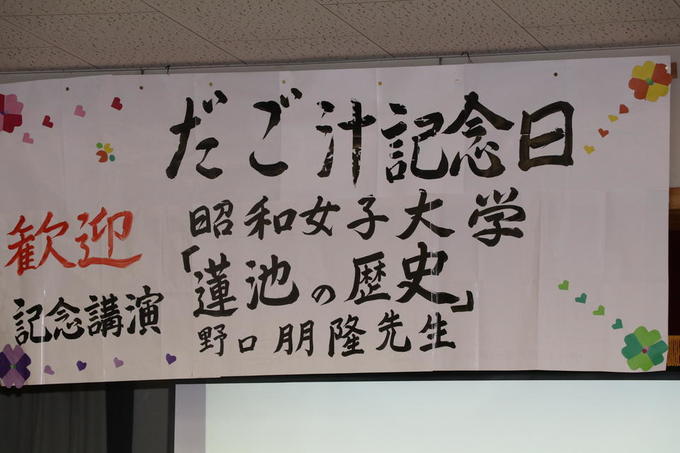 だご汁記念日
歓迎
昭和女子大学
記念講演
「蓮池の歴史」
野口朋隆先生